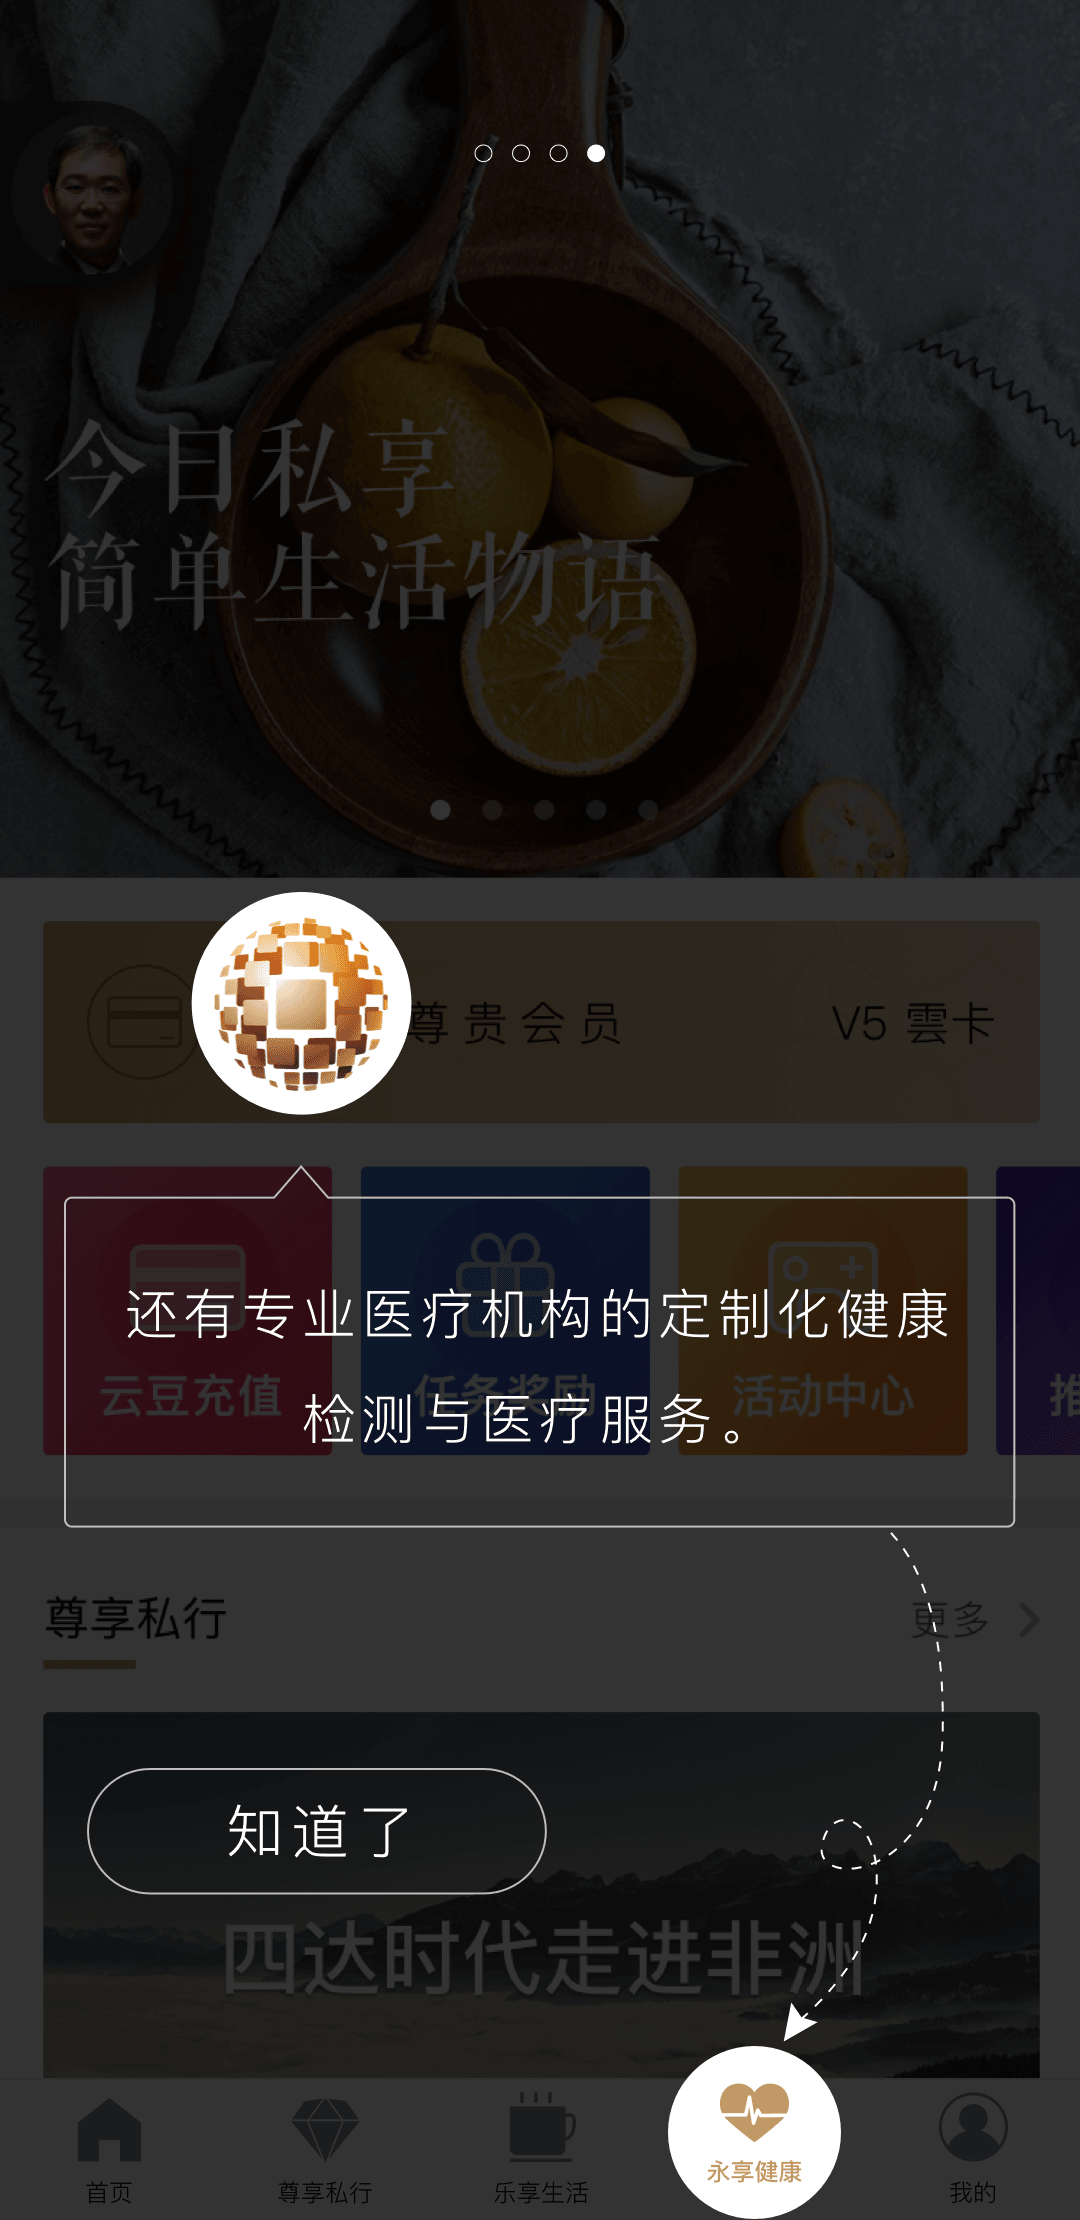 今日私享
简单生活物语
尊贵会员
V5 雲卡
还有专业医疗机构的定制化健康
检测与医疗服务。
云豆充值
任务奖励
活动中心
推
尊享私行
更多
知道了
四达时代走进非洲
首页
尊享私行
乐享生活
永享健康
我的